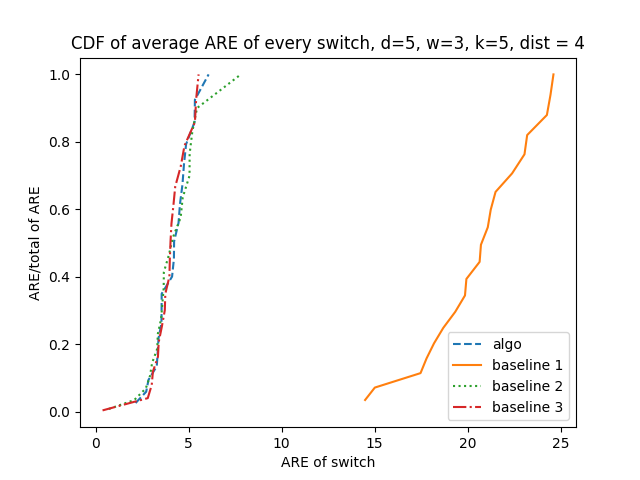 CDF of average ARE of every switch, d=5, w=3, k=5, dist = 4
ARE/total of ARE
1.0
0.8
0.6
0.4
0.2
0.0
algo
baseline 1
baseline 2
baseline 3
0 5 10 15 20 25
ARE of switch